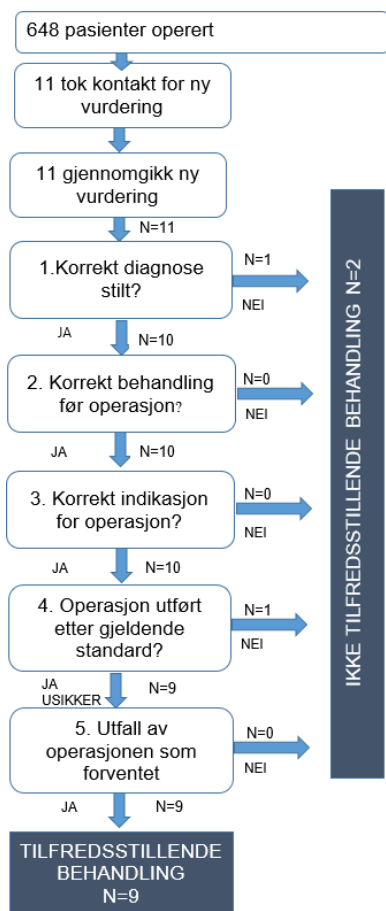 648 pasienter operert
11 tok kontakt for ny
vurdering
11 gjennomgikk ny
vurdering
N=11
1.Korrekt diagnose
stilt?
N=1
NEI
JA
N=10
2. Korrekt behandling
før operasjon?
N=0
NEI
JA
N=10
3. Korrekt indikasjon
for operasjon?
N=0
NEI
JA
N=10
4. Operasjon utført
etter gjeldende
standard?
N=1
NEI
JA
USIKKER
N=9
5. Utfall av
operasjonen som
forventet
N=0
NEI
JA
N=9
TILFREDSSTILLENDE
BEHANDLING
N=9
IKKE TILFREDSSTILLENDE BEHANDLING N=2